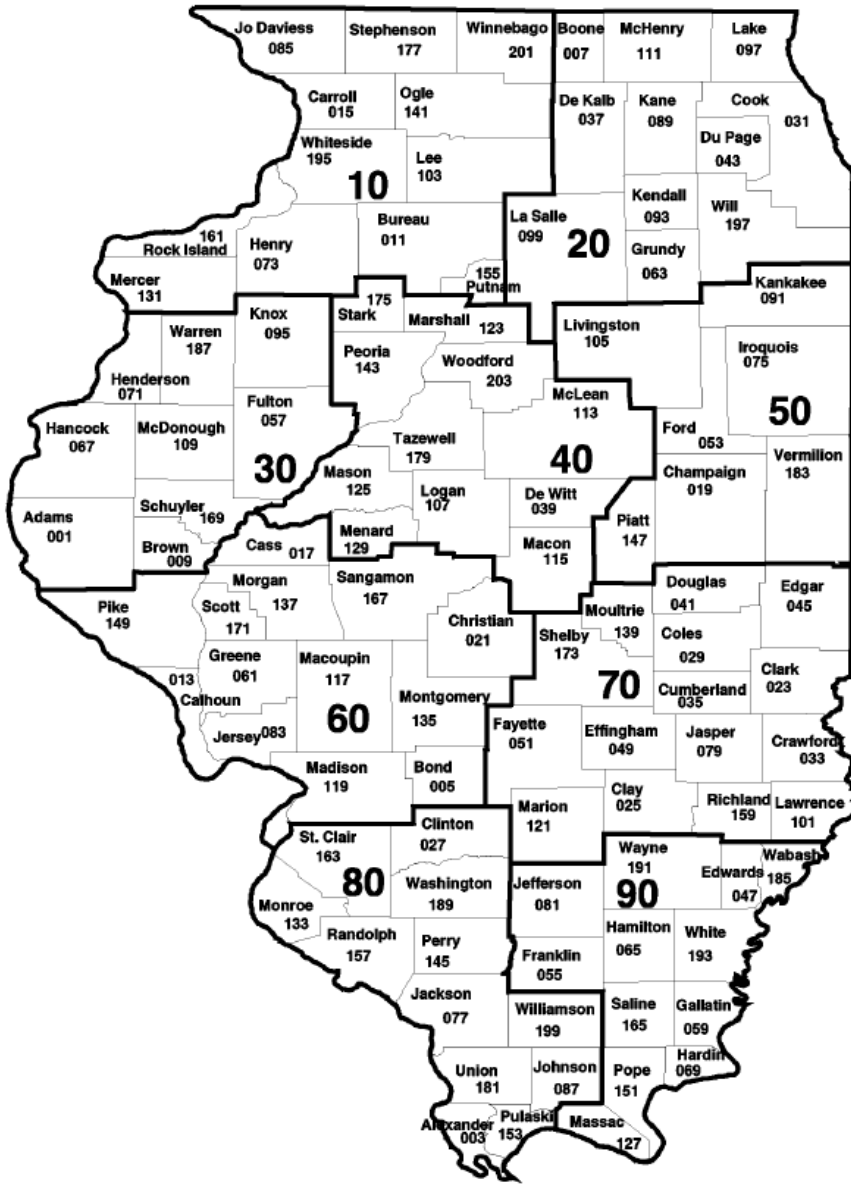 Jo Daviess
085
Stephenson
177
Winnebago
201
Boone
007
McHenry
111
Lake
097
Carroll
015
Ogle
141
De Kalb
037
Kane
089
Cook
031
Du Page
043
Whiteside
195
Lee
103
10
Kendall
093
Will
197
La Salle
099
20
Grundy
063
161
Rock Island
Henry
073
Bureau
011
155
Putnam
Mercer
131
Kankakee
091
175
Stark
Marshall
123
Knox
095
Warren
187
Livingston
105
Iroquois
075
Peoria
143
Woodford
203
Henderson
071
McLean
113
50
Fulton
057
Hancock
067
McDonough
109
30
Tazewell
179
40
Ford
053
Vermilion
183
Champaign
019
Mason
125
Logan
107
De Witt
039
Schuyler
169
Adams
001
Piatt
147
Menard
129
Macon
115
Brown
009
Cass
017
Morgan
137
Sangamon
167
Douglas
041
Edgar
045
Pike
149
Scott
171
Christian
021
Moultrie
139
Shelby
173
Coles
029
Greene
061
Macoupin
117
Clark
023
013
Calhoun
70
Cumberland
035
Montgomery
135
60
Jersey
083
Fayette
051
Effingham
049
Jasper
079
Crawford
033
Madison
119
Bond
005
Clay
025
Marion
121
Richland
159
Lawrence
101
Clinton
027
St. Clair
163
Wayne
191
Wabash
185
Edwards
047
80
Washington
189
Jefferson
081
90
Monroe
133
Randolph
157
Perry
145
Hamilton
065
White
193
Franklin
055
Jackson
077
Williamson
199
Saline
165
Gallatin
059
Hardin
069
Union
181
Johnson
087
Pope
151
Alexander
003
Pulaski
153
Massac
127